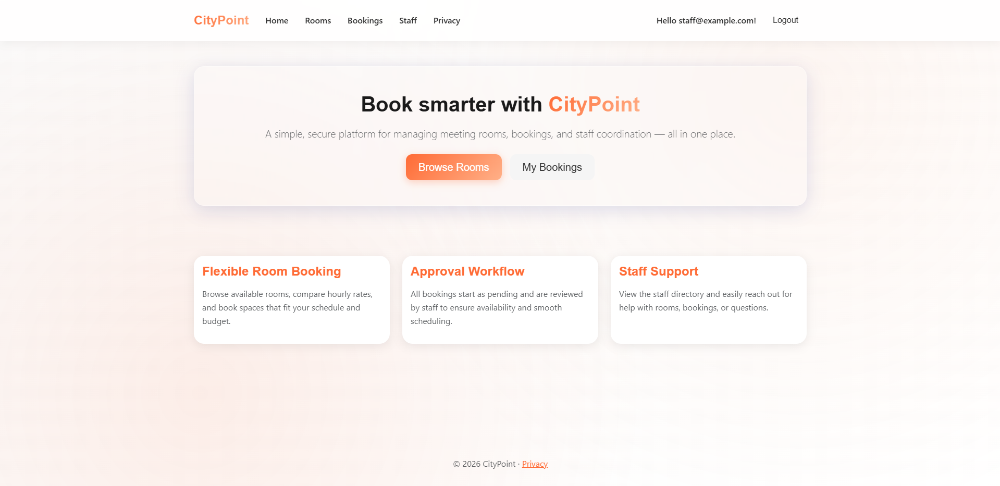 CityPoint Home Rooms Bookings Staff Privacy Hello staff@example.com! Logout
Book smarter with CityPoint
A simple, secure platform for managing meeting rooms, bookings, and staff coordination — all in one place.
Browse Rooms My Bookings
Flexible Room Booking
Browse available rooms, compare hourly rates,
and book spaces that fit your schedule and
budget.
Approval Workflow
All bookings start as pending and are reviewed
by staff to ensure availability and smooth
scheduling.
Staff Support
View the staff directory and easily reach out for
help with rooms, bookings, or questions.
© 2026 CityPoint · Privacy